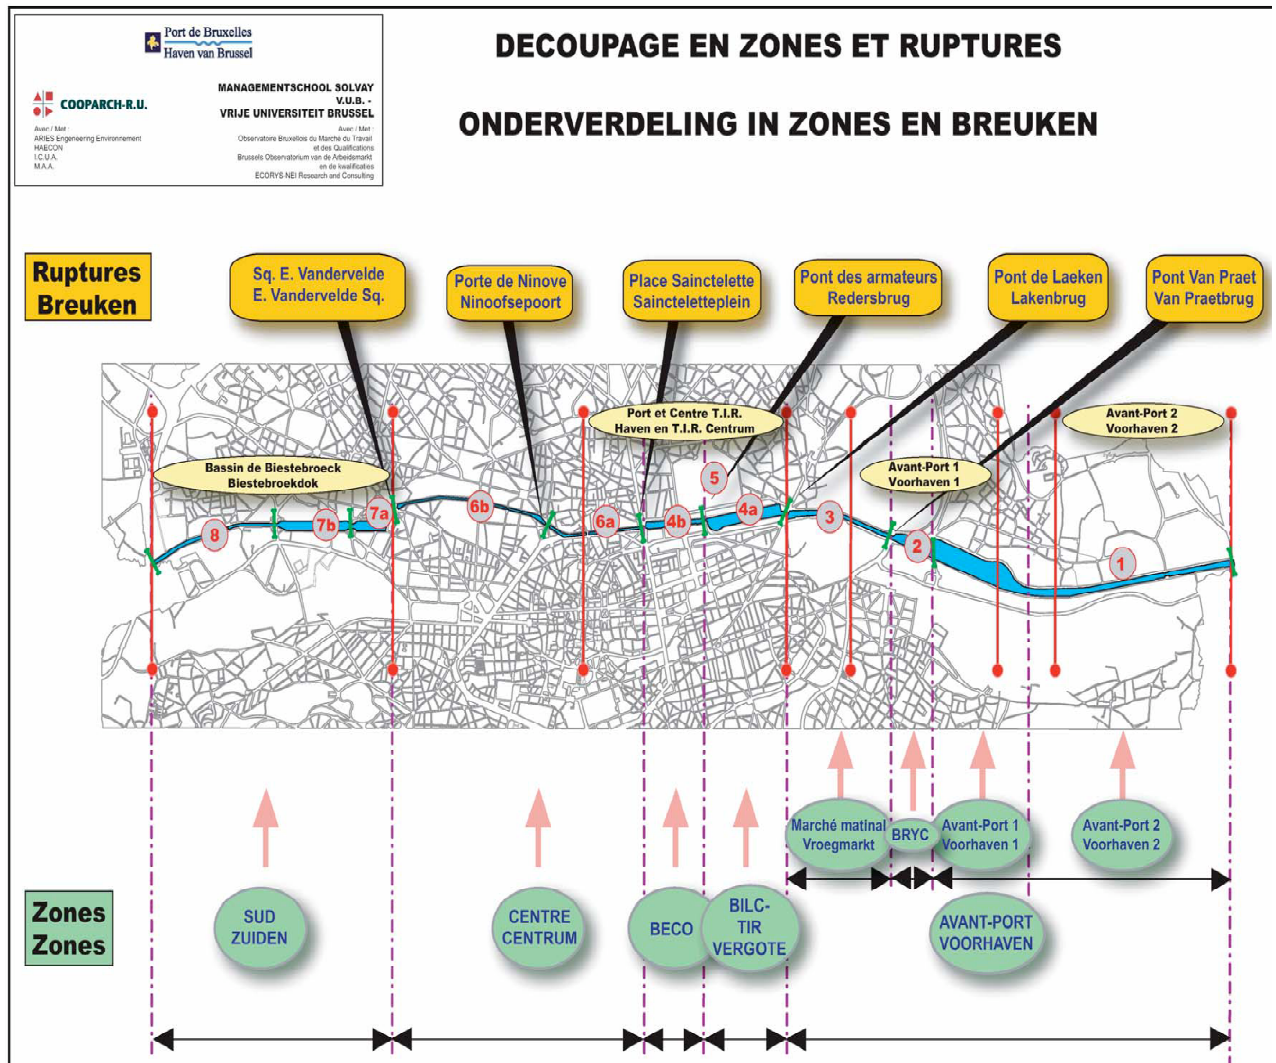 Port de Bruxelles
Haven van Brussel
COOPARCH-R.U.
Avec / Met :
ARIES Engeneering Environnement
HAECON
I.C.U.A.
M.A.A.
MANAGEMENTSCHOOL SOLVAY
V.U.B. -
VRIJE UNIVERSITEIT BRUSSEL
Avec / Met :
Observatoire Bruxellois du Marché du Travail
et des Qualifications
Brussels Observatorium van de Arbeidsmarkt
en de kwalificaties
ECORYS-NEI Research and Consulting
DECOUPAGE EN ZONES ET RUPTURES
ONDERVERDELING IN ZONES EN BREUKEN
Ruptures
Breuken
Sq. E. Vandervelde
E. Vandervelde Sq.
Porte de Ninove
Ninoofsepoort
Place Sainctelette
Saincteletteplein
Pont des armateurs
Redersbrug
Pont de Laeken
Lakenbrug
Pont Van Praet
Van Praetbrug
Port et Centre T.I.R.
Haven en T.I.R. Centrum
Avant-Port 2
Voorhaven 2
Bassin de Biestebroeck
Biestebroekdok
Avant-Port 1
Voorhaven 1
8
7b
7a
6b
6a
4b
5
4a
3
2
1
Marché matinal
Vroegmarkt
BRYC
Avant-Port 1
Voorhaven 1
Avant-Port 2
Voorhaven 2
Zones
Zones
SUD
ZUIDEN
CENTRE
CENTRUM
BECO
BILC-
TIR
VERGOTE
AVANT-PORT
VOORHAVEN